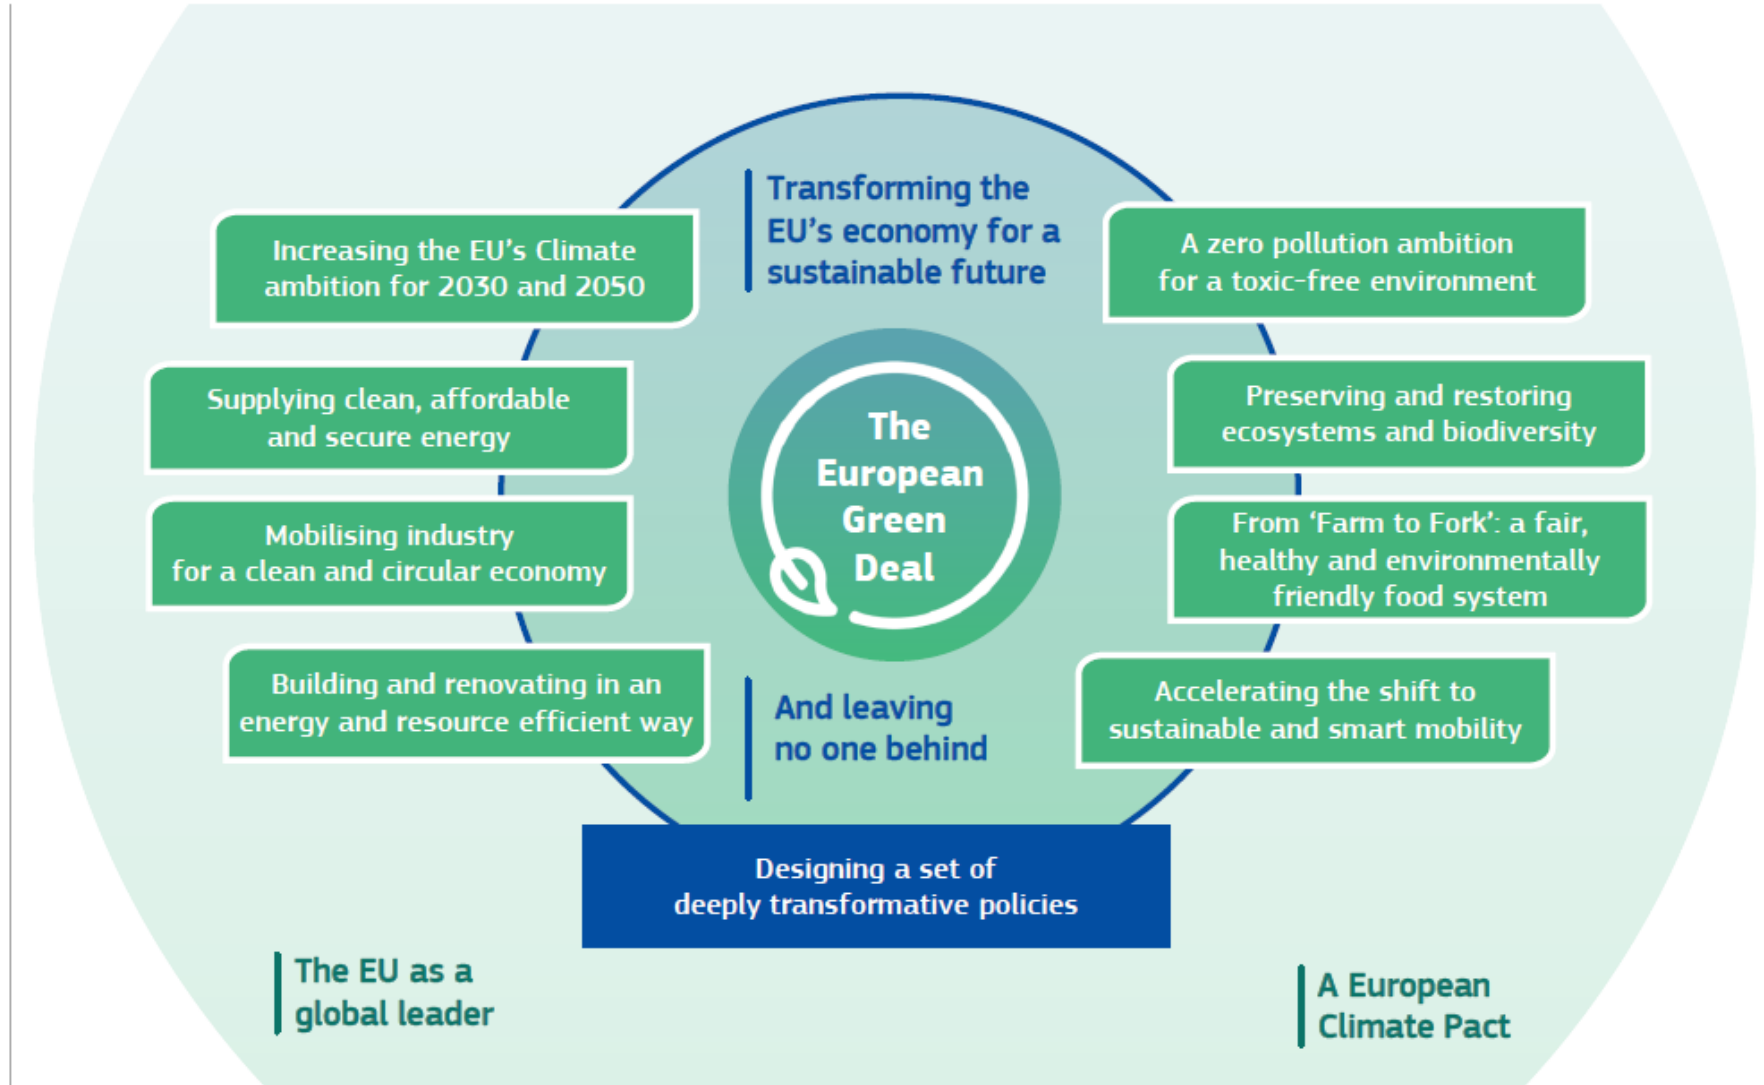 Transforming the
EU's economy for a
sustainable future
Increasing the EU's Climate
ambition for 2030 and 2050
Supplying clean, affordable
and secure energy
Mobilising industry
for a clean and circular economy
Building and renovating in an
energy and resource efficient way
The
European
Green
Deal
A zero pollution ambition
for a toxic-free environment
Preserving and restoring
ecosystems and biodiversity
From ‘Farm to Fork’: a fair,
healthy and environmentally
friendly food system
Accelerating the shift to
sustainable and smart mobility
And leaving
no one behind
Designing a set of
deeply transformative policies
The EU as a
global leader
A European
Climate Pact